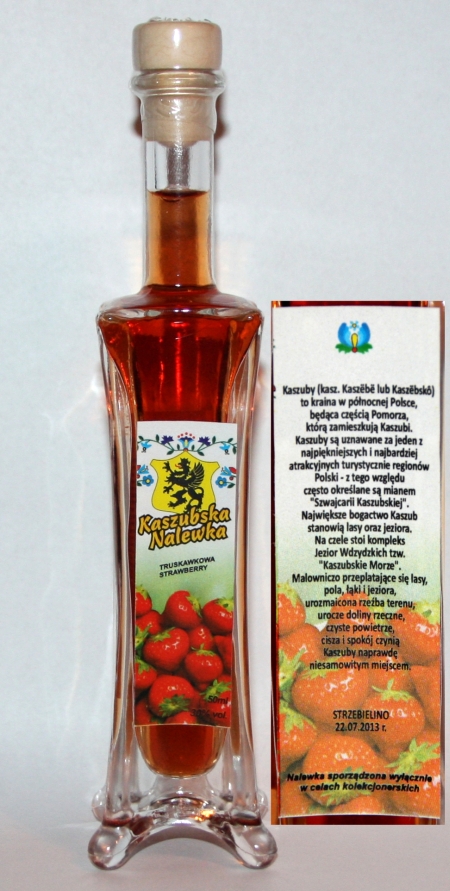 Kaszubska
Nalewka
TRUSKAWKOWA
STRAWBERRY
50ml
30% vol
Kaszuby (kasz. Kaszëbë lub Kaszëbskô)
to kraina w północnej Polsce,
będąca częścią Pomorza,
którą zamieszkują Kaszubi.
Kaszuby są uznawane za jeden z
najpiękniejszych i najbardziej
atrakcyjnych turystycznie regionów
Polski - z tego względu
często określane są mianem
"Szwajcarii Kaszubskiej".
Największe bogactwo Kaszub
stanowią lasy oraz jeziora.
Na czele stoi kompleks
Jezior Wdzydzkich tzw.
"Kaszubskie Morze".
Malowniczo przeplatające się lasy,
pola, łąki i jeziora,
urozmaicona rzeźba terenu,
urocze doliny rzeczne,
czyste powietrze,
cisza i spokój czynią
Kaszuby naprawdę
niesamowitym miejscem.
STRZEBIELINO
22.07.2013 r.
Nalewka sporządzona wyłącznie
w celach kolekcjonerskich